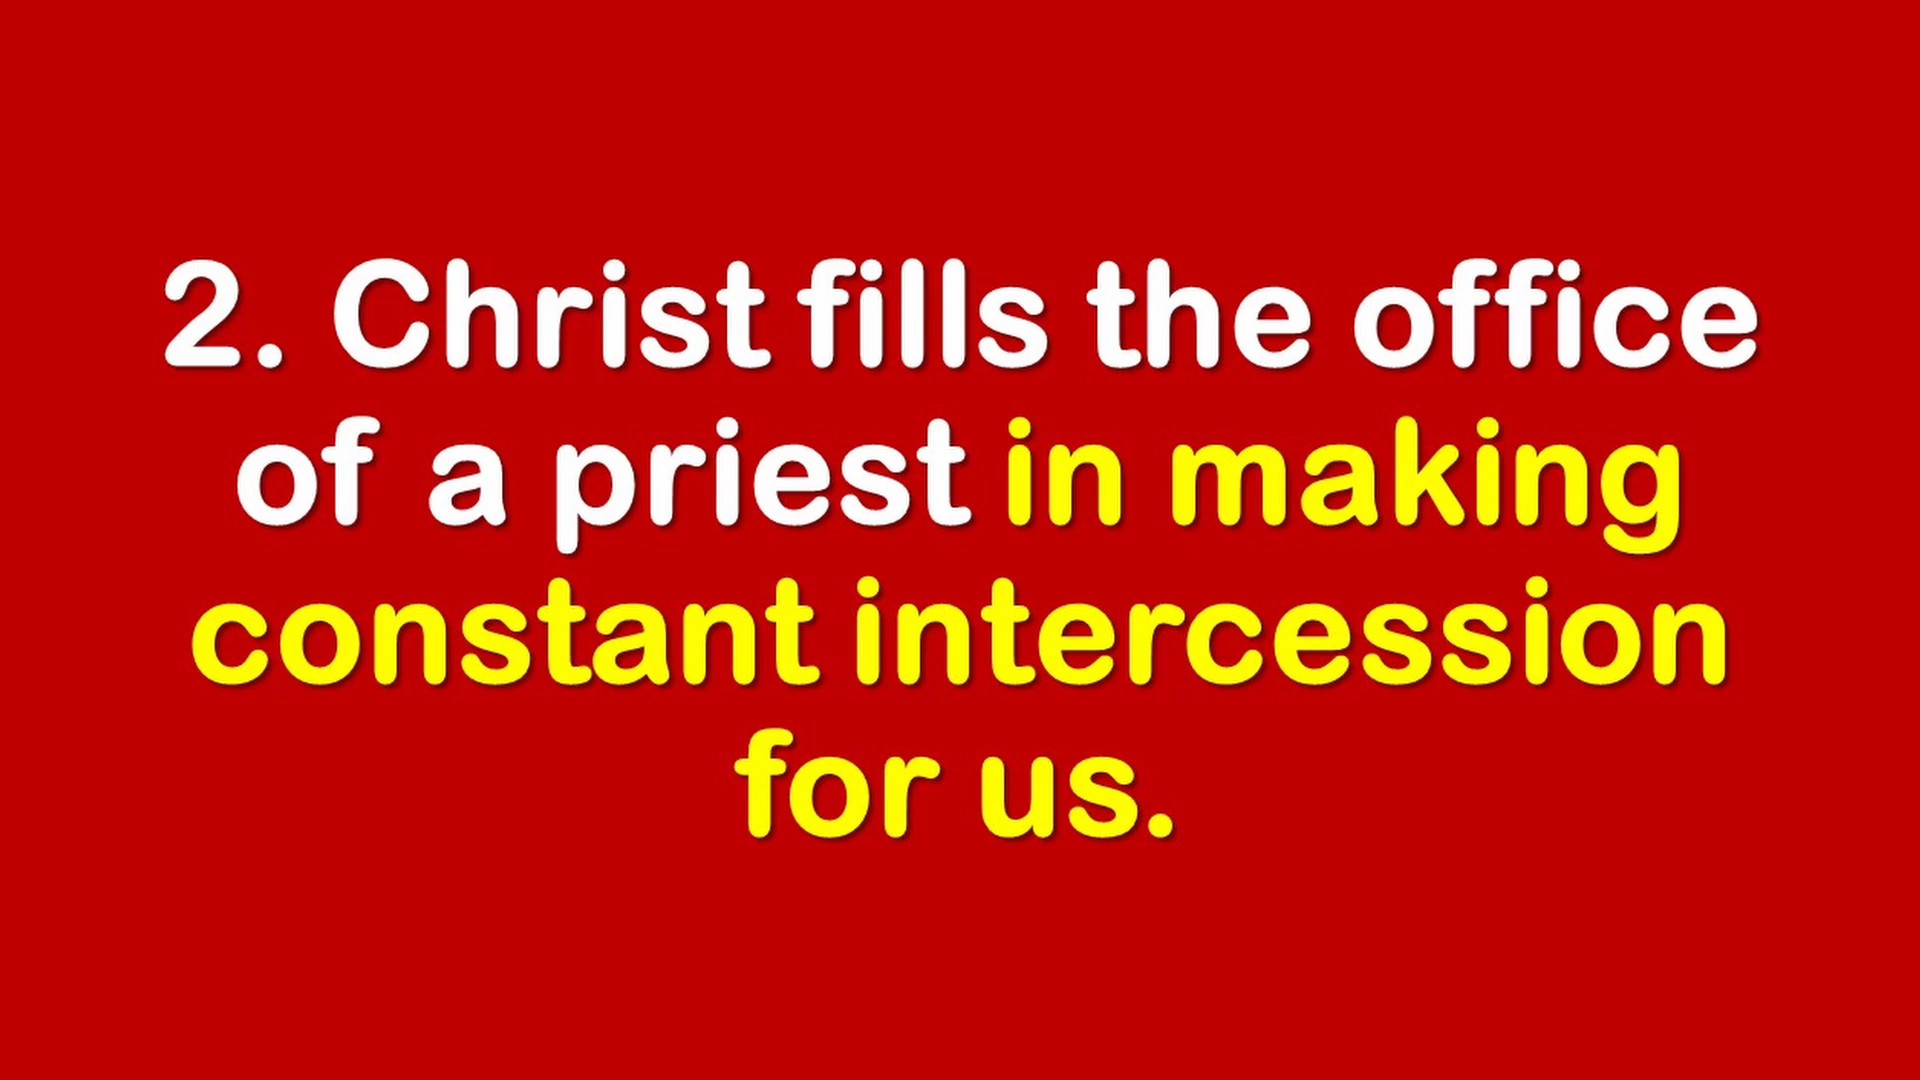 2. Christ fills the office
of a priest in making
constant intercession
for us.